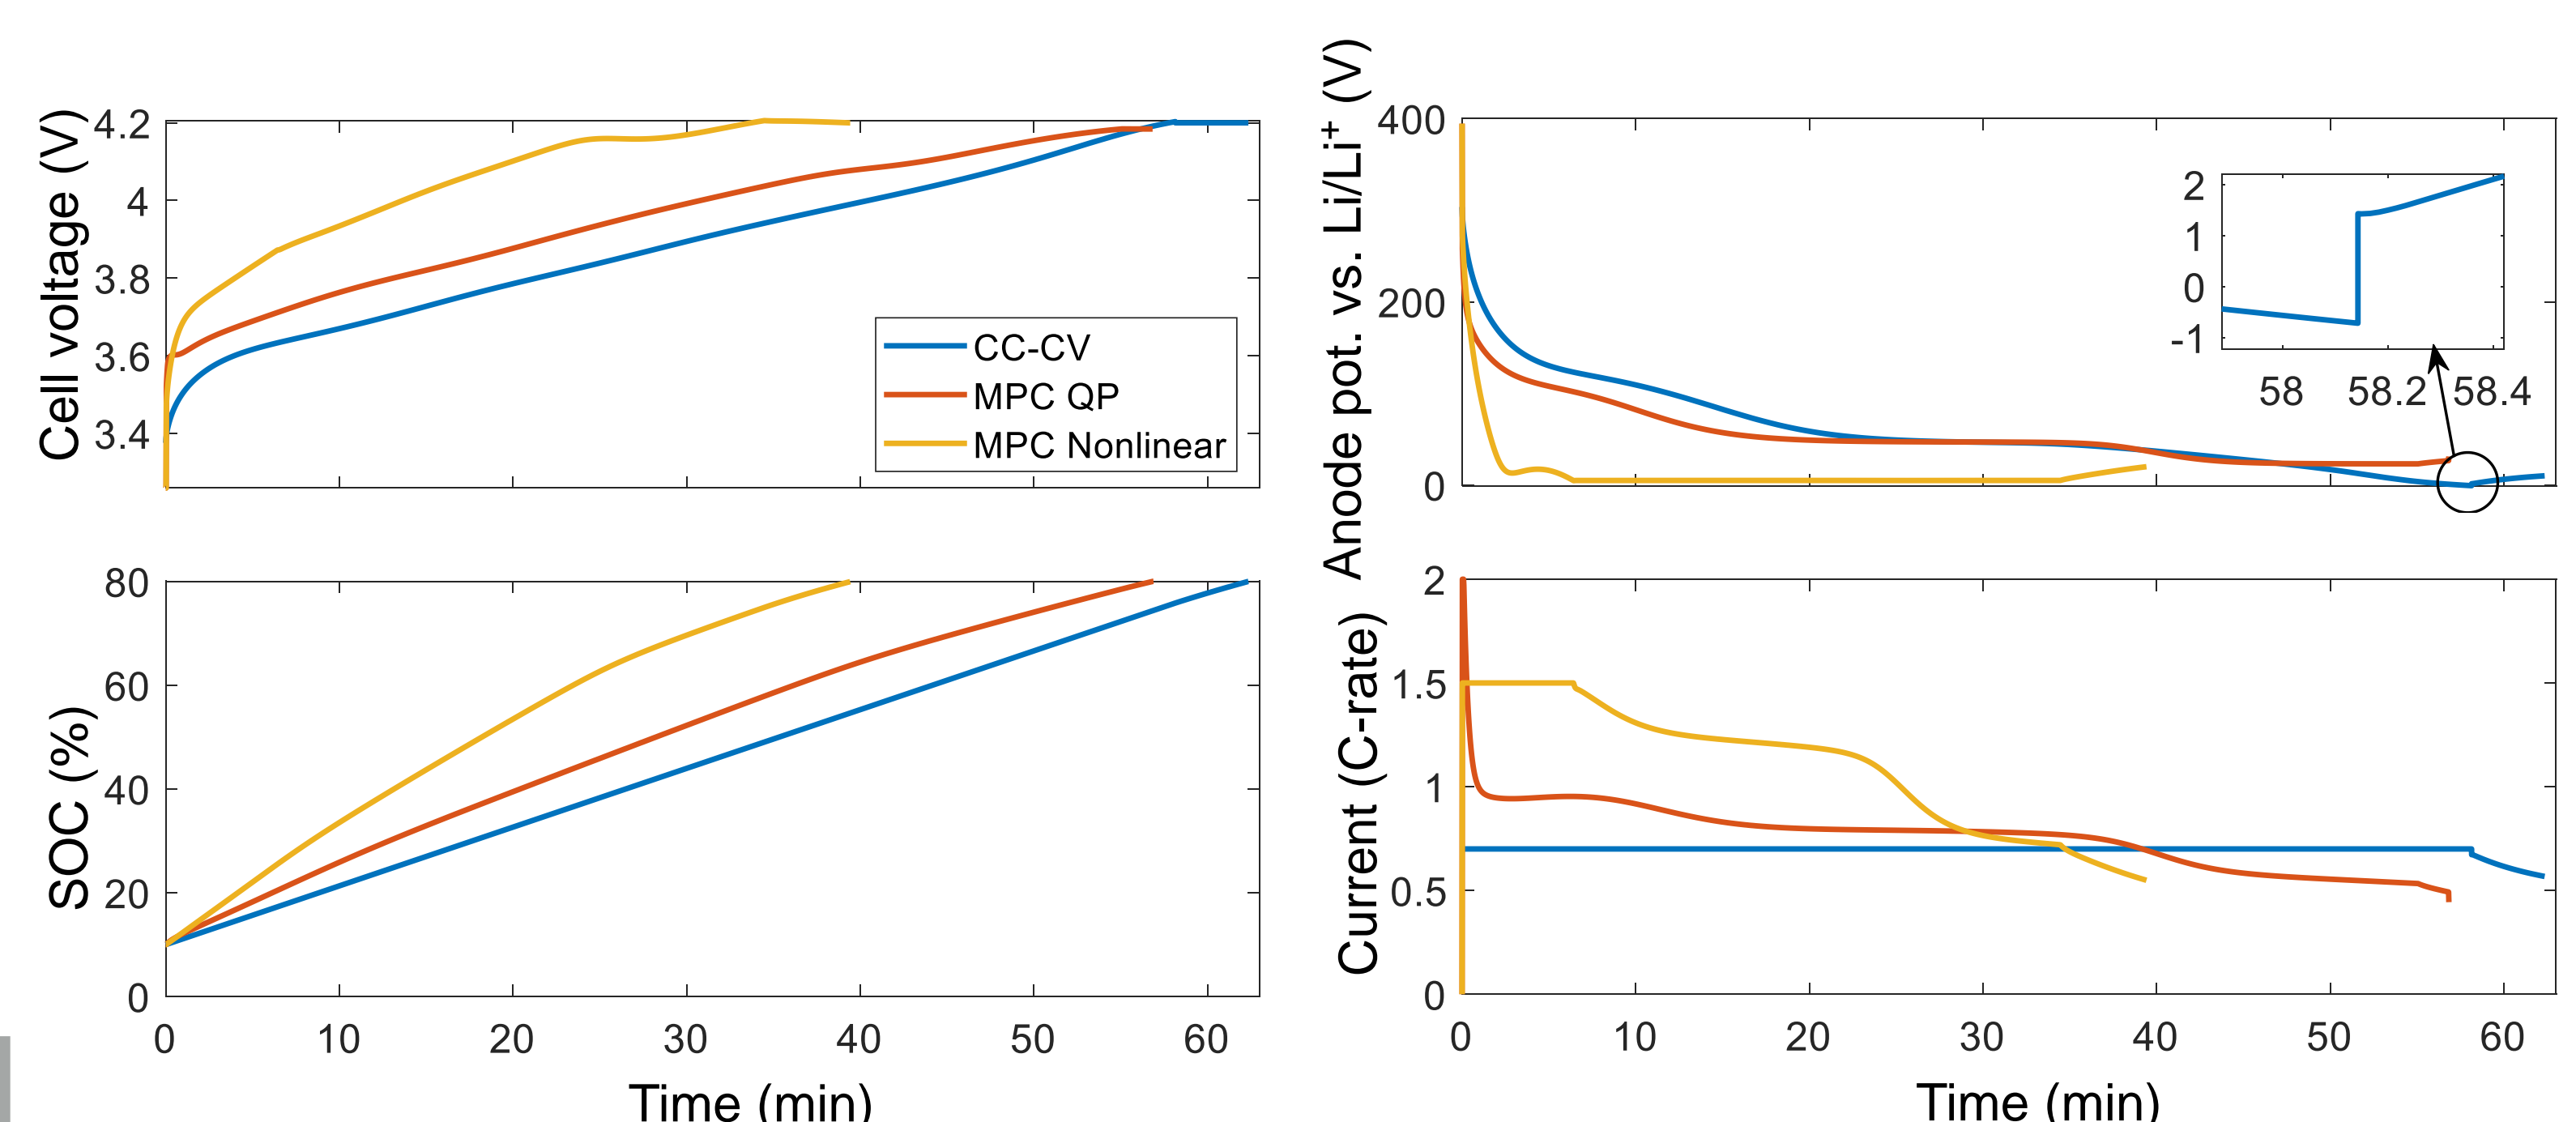 Cell voltage (V)
4.2
4
3.8
3.6
3.4
CC-CV
MPC QP
MPC Nonlinear
Anode pot. vs. Li/Li⁺ (V)
400
200
0
2
1
0
-1
58 58.2 58.4
SOC (%)
80
60
40
20
0
0 10 20 30 40 50 60
Time (min)
Current (C-rate)
2
1.5
1
0.5
0
0 10 20 30 40 50 60
Time (min)